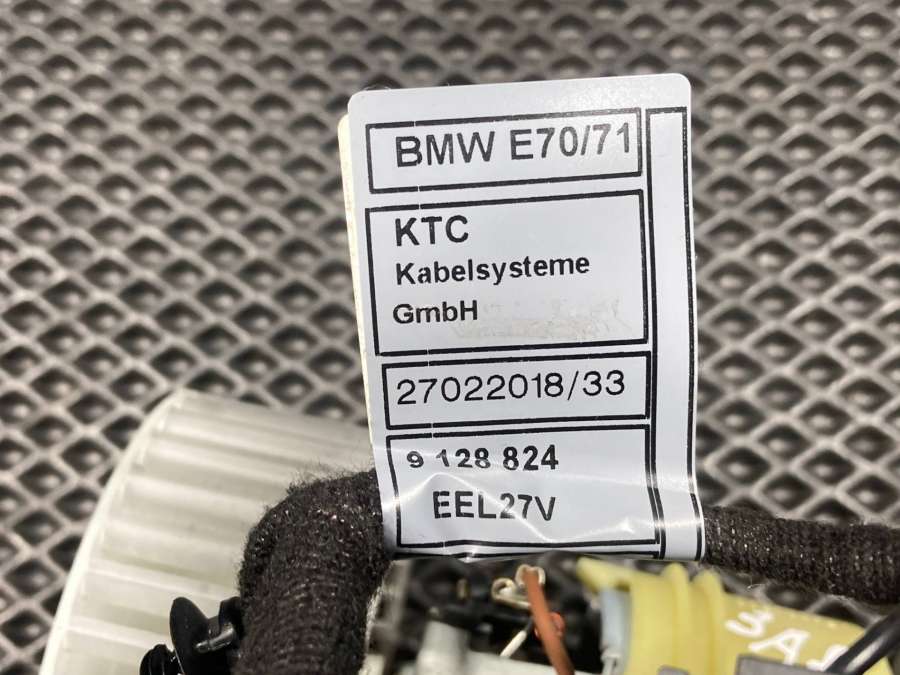 BMW E70/71
KTC
Kabelsysteme
GmbH
27022018/33
9 128 824
EEL27V